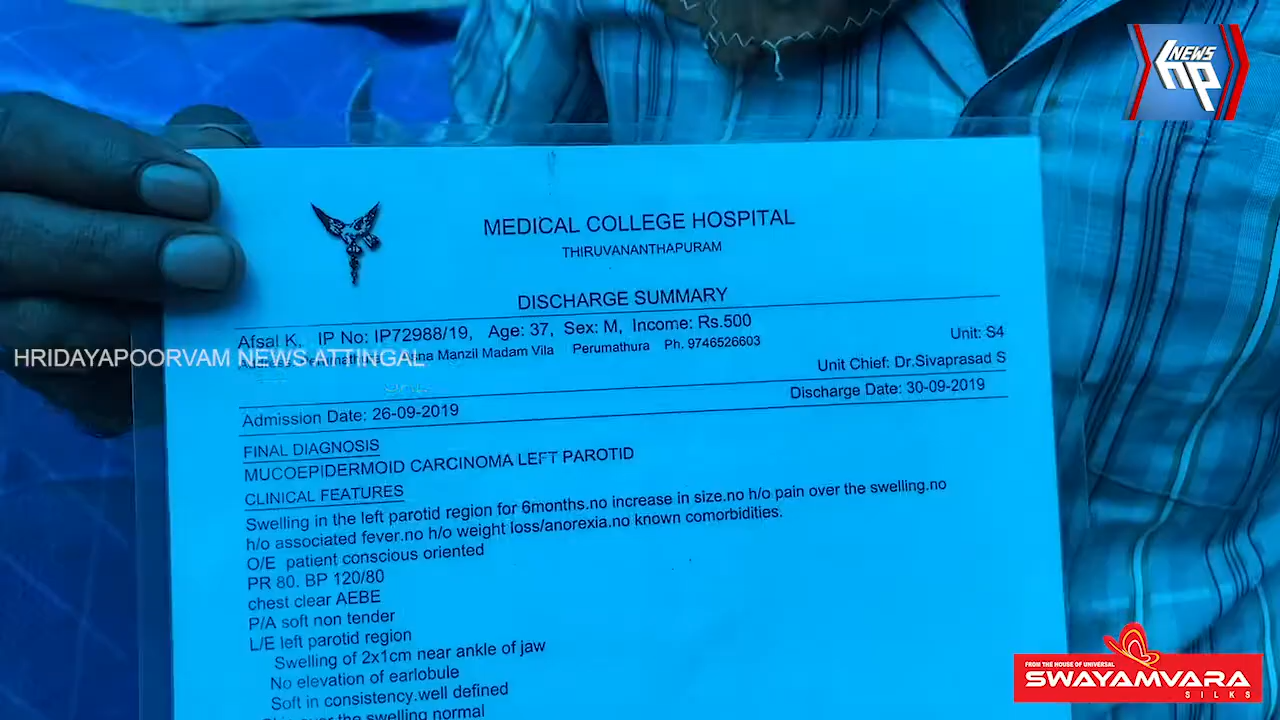 NEWS
hp
MEDICAL COLLEGE HOSPITAL
THIRUVANANTHAPURAM
DISCHARGE SUMMARY
Afsal K, IP No: IP72988/19, Age: 37, Sex: M, Income: Rs.500
Manzil Madam Vila Perumathura Ph. 9746526603
Unit: S4
HRIDAYAPOORVAM NEWS ATTINGAL
Unit Chief: Dr.Sivaprasad S
Admission Date: 26-09-2019
Discharge Date: 30-09-2019
FINAL DIAGNOSIS
MUCOEPIDERMOID CARCINOMA LEFT PAROTID
CLINICAL FEATURES
Swelling in the left parotid region for 6months.no increase in size.no h/o pain over the swelling.no
h/o associated fever.no h/o weight loss/anorexia.no known comorbidities.
O/E patient conscious oriented
PR 80. BP 120/80
chest clear AEBE
P/A soft non tender
L/E left parotid region
Swelling of 2x1cm near ankle of jaw
No elevation of earlobule
Soft in consistency.well defined
over the swelling normal
FROM THE HOUSE OF UNIVERSAL
SWAYAMVARA
SILKS